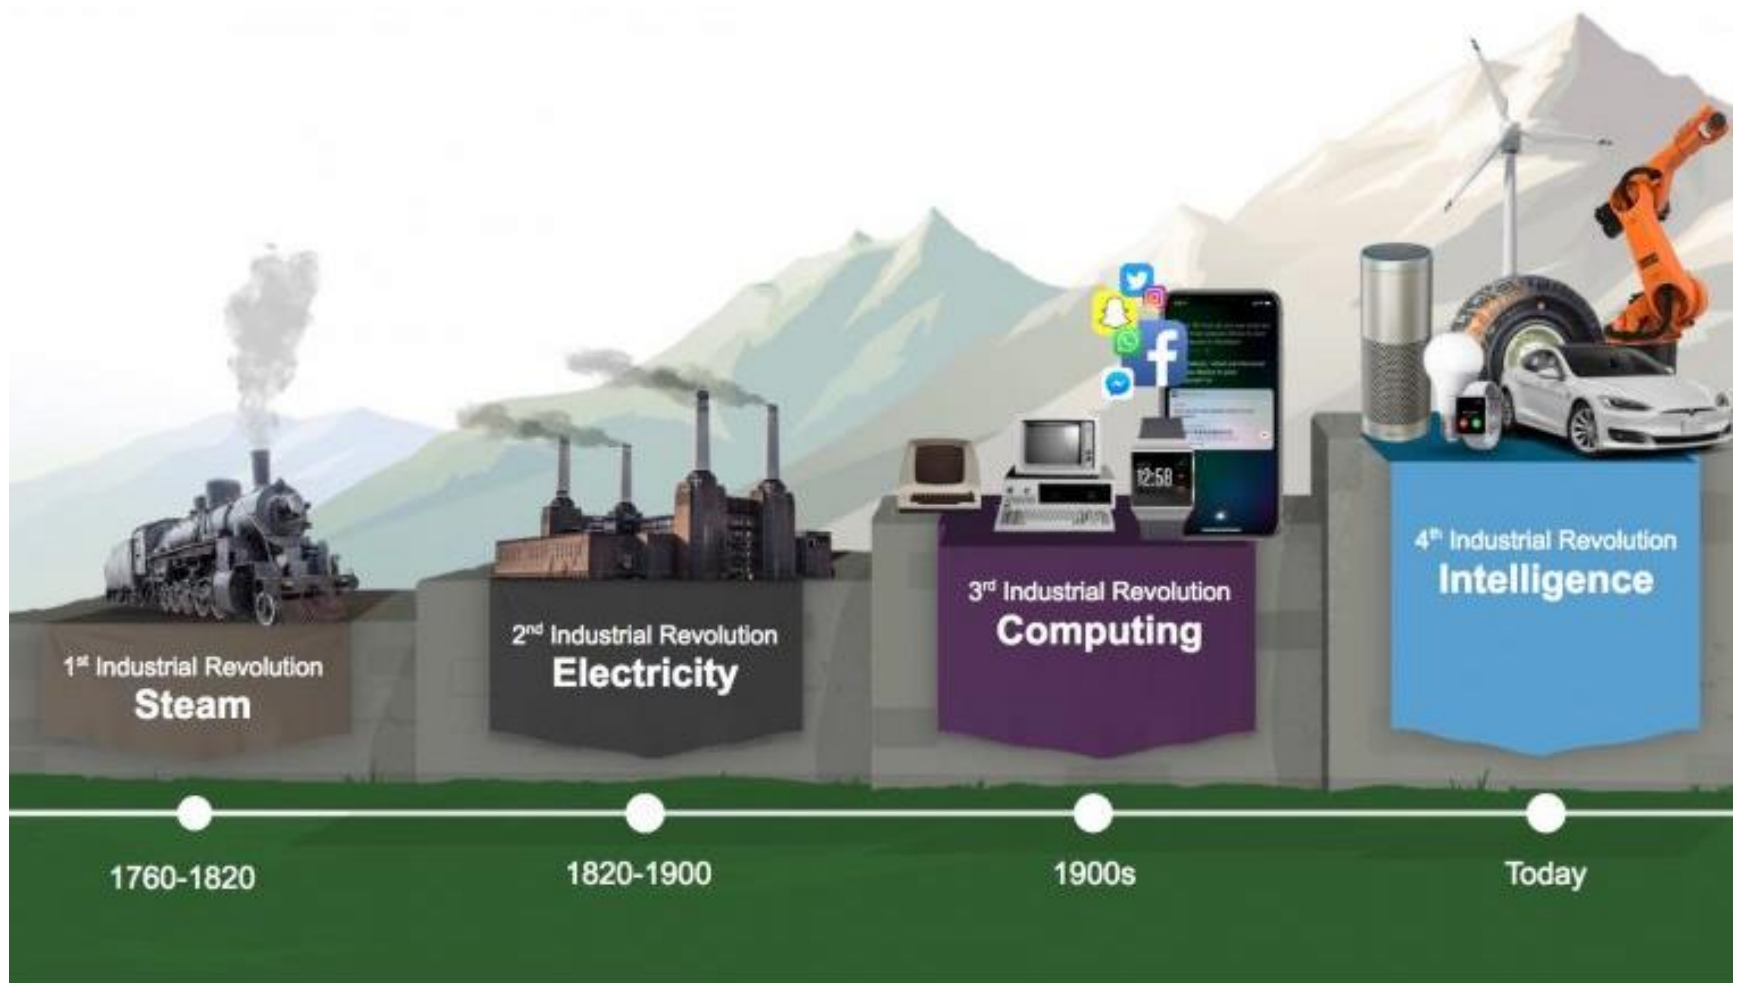 1st Industrial Revolution
Steam
2nd Industrial Revolution
Electricity
3rd Industrial Revolution
Computing
4th Industrial Revolution
Intelligence
12:58
1760-1820
1820-1900
1900s
Today